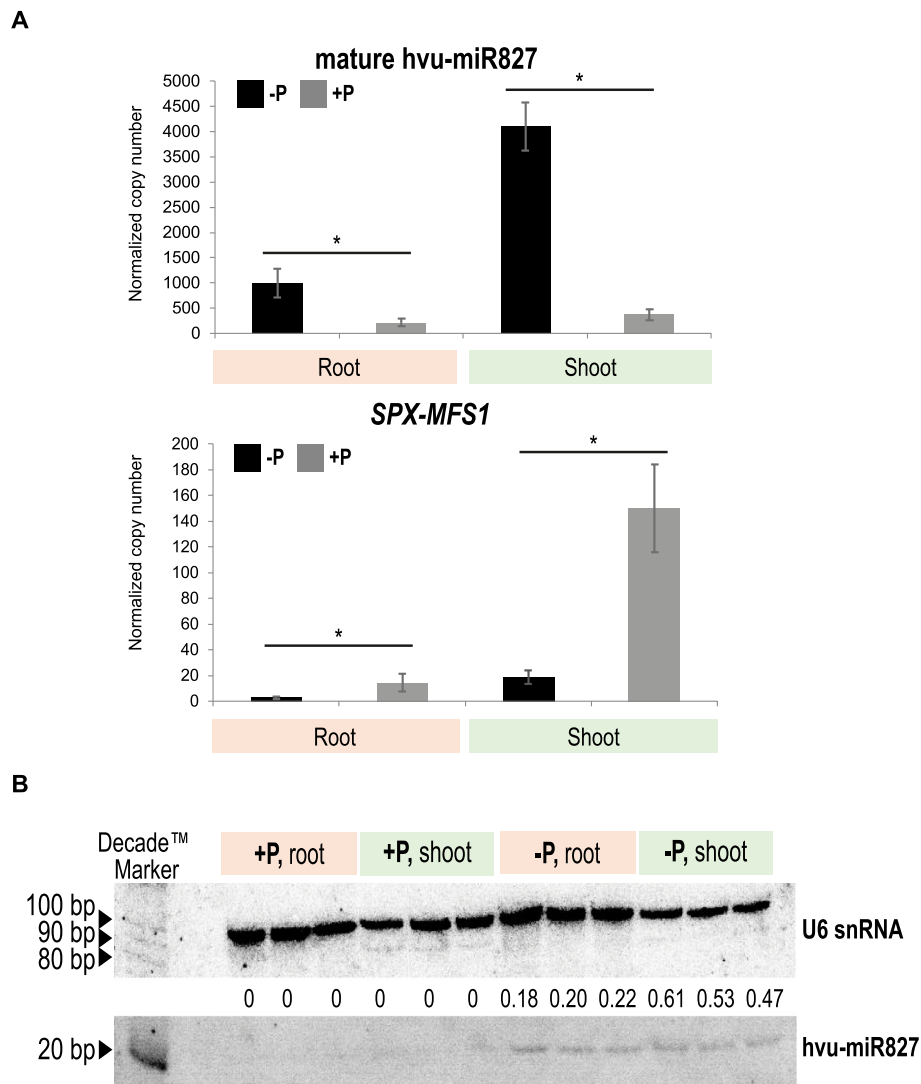 A
mature hvu-miR827
-P +P
*
*
Normalized copy number
5000
4500
4000
3500
3000
2500
2000
1500
1000
500
0
Root Shoot
SPX-MFS1
-P +P
*
*
Normalized copy number
200
180
160
140
120
100
80
60
40
20
0
Root Shoot
B
Decade™
Marker
+P, root +P, shoot -P, root -P, shoot
100 bp
90 bp
80 bp
U6 snRNA
0 0 0 0 0 0 0.18 0.20 0.22 0.61 0.53 0.47
20 bp
hvu-miR827